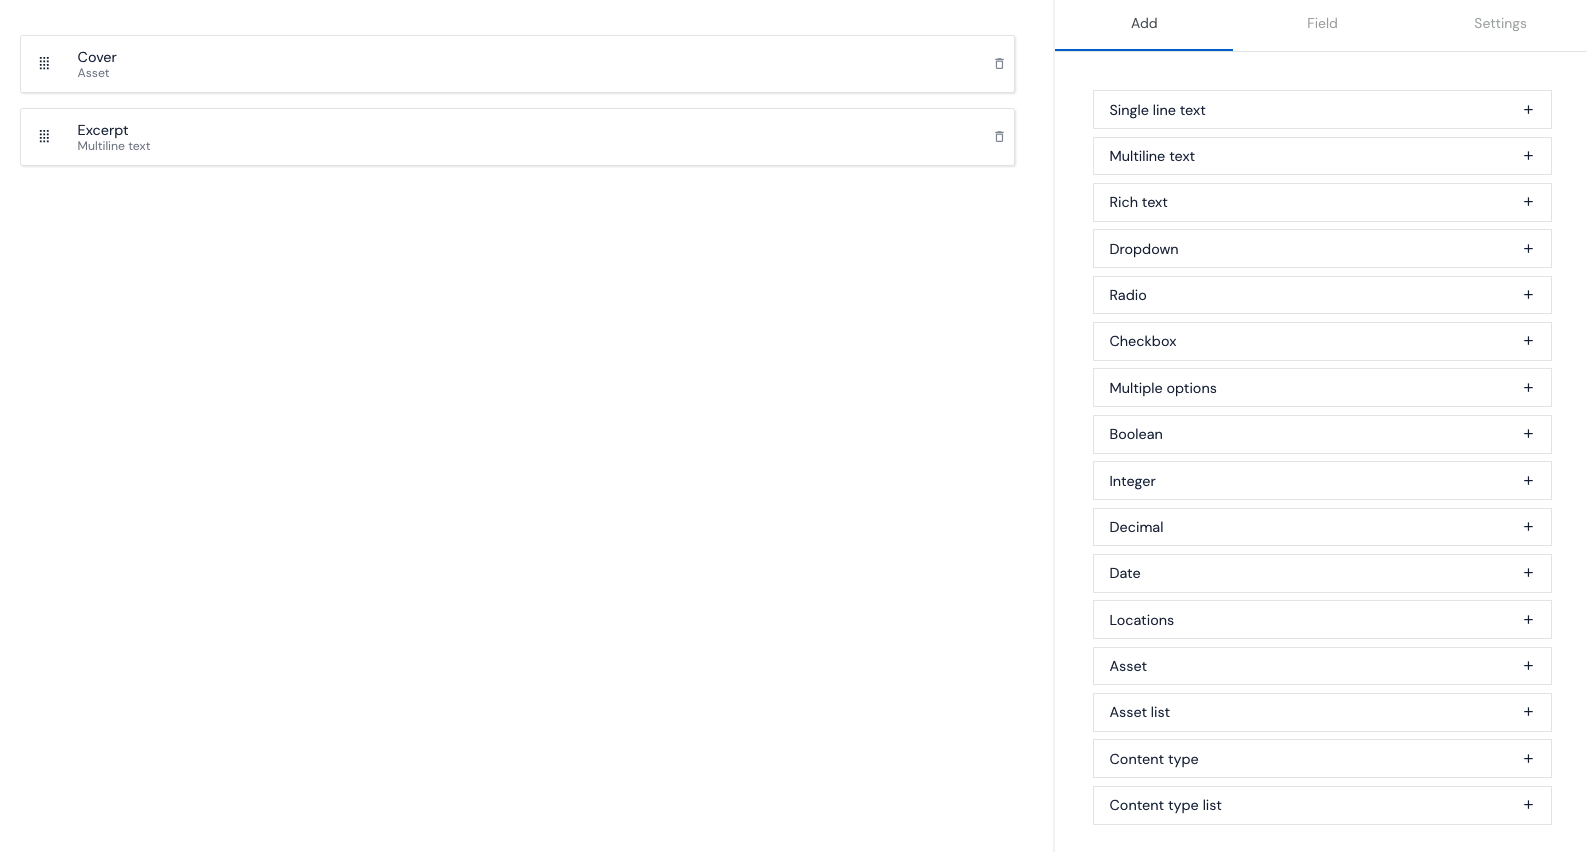 Cover
Asset
Excerpt
Multiline text
Add
Field
Settings
Single line text
Multiline text
Rich text
Dropdown
Radio
Checkbox
Multiple options
Boolean
Integer
Decimal
Date
Locations
Asset
Asset list
Content type
Content type list